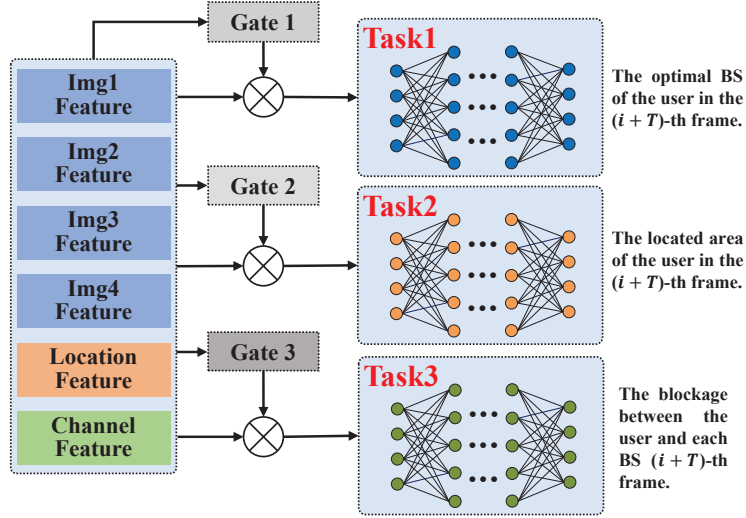 Gate 1
Img1
Feature
Img2
Feature
Img3
Feature
Img4
Feature
Location
Feature
Channel
Feature
Gate 2
Gate 3
Task1
The optimal BS
of the user in the
(i + T)-th frame.
Task2
The located area
of the user in the
(i + T)-th frame.
Task3
The blockage
between the
user and each
BS (i + T)-th
frame.